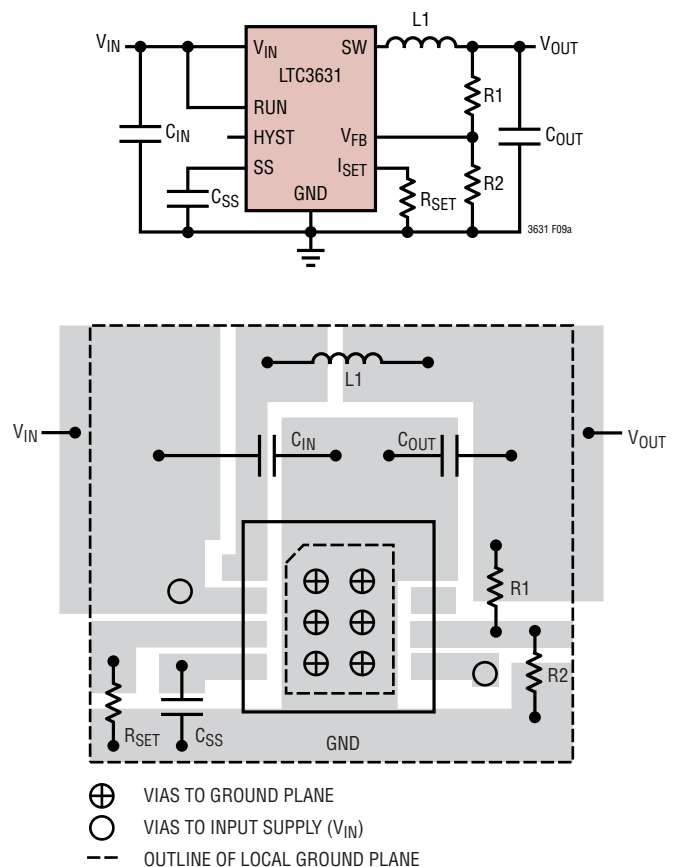 L1
VIN
VIN
SW
VOUT
LTC3631
R1
RUN
CIN
HYST
VFB
COUT
SS
ISET
R2
CSS
GND
RSET
3631 F09a
L1
VIN
CIN
COUT
VOUT
R1
R2
RSET
CSS
GND
VIAS TO GROUND PLANE
VIAS TO INPUT SUPPLY (VIN)
OUTLINE OF LOCAL GROUND PLANE